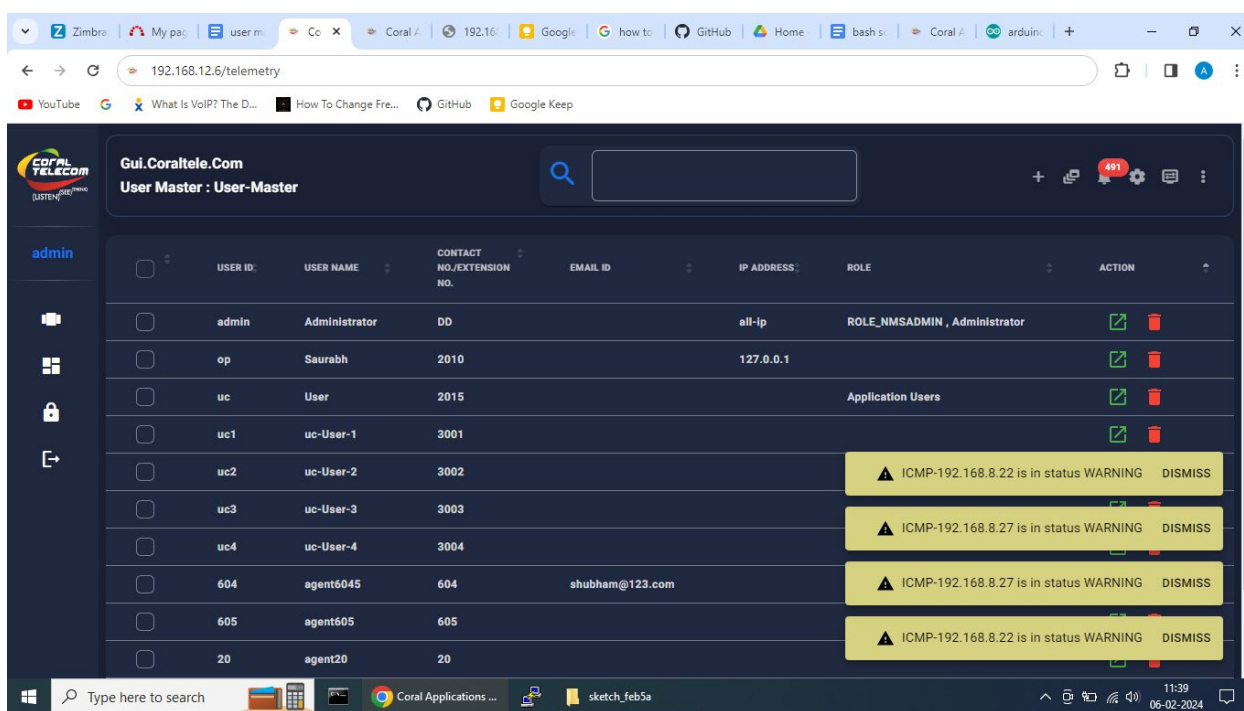 Zimbra My pag user m Co Coral A 192.16 Google how to GitHub Home bash sc Coral A arduino
192.168.12.6/telemetry
YouTube What Is VoIP? The D... How To Change Fre... GitHub Google Keep
CORAL
TELECOM
Gui.Coraltele.Com
User Master : User-Master
491
admin
USER ID USER NAME CONTACT NO./EXTENSION NO. EMAIL ID IP ADDRESS ROLE ACTION
admin Administrator DD all-ip ROLE_NMSADMIN , Administrator
op Saurabh 2010 127.0.0.1
uc User 2015 Application Users
uc1 uc-User-1 3001
uc2 uc-User-2 3002
ICMP-192.168.8.22 is in status WARNING DISMISS
uc3 uc-User-3 3003
ICMP-192.168.8.27 is in status WARNING DISMISS
uc4 uc-User-4 3004
604 agent6045 604 shubham@123.com
ICMP-192.168.8.27 is in status WARNING DISMISS
605 agent605 605
ICMP-192.168.8.22 is in status WARNING DISMISS
20 agent20 20
Type here to search Coral Applications ... sketch_feb5a 11:39
06-02-2024